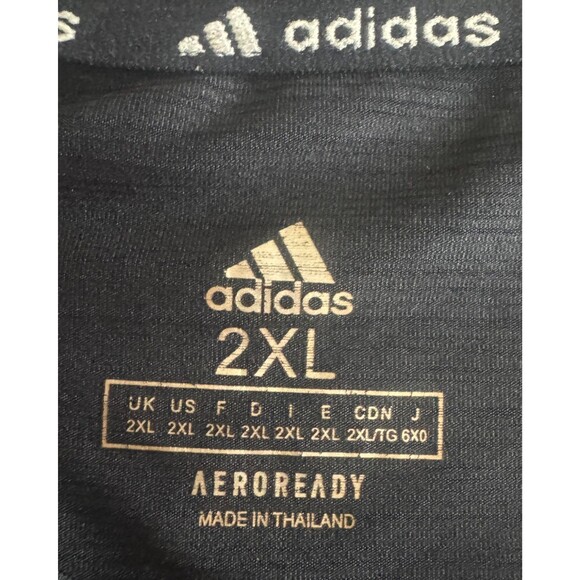 s adidas
adidas
2XL
UK US F D I E CDN J
2XL 2XL 2XL 2XL 2XL 2XL 2XL/TG 6X0
AEROREADY
MADE IN THAILAND